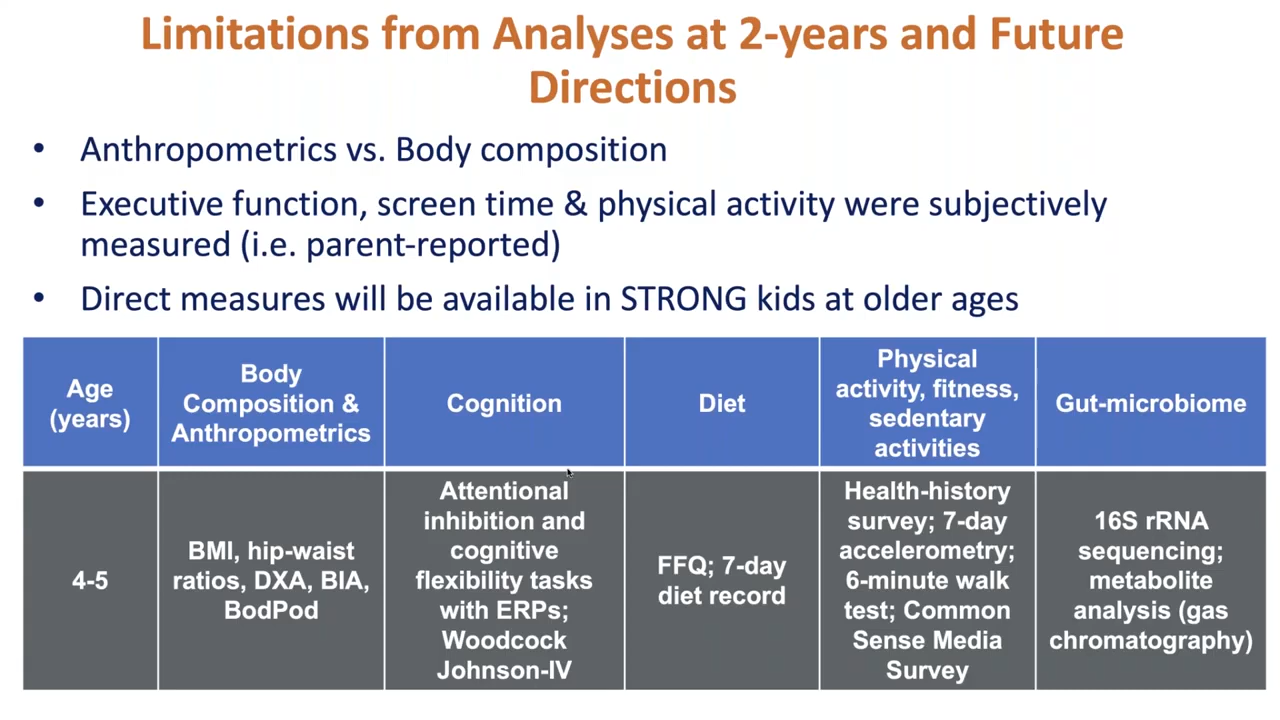 Limitations from Analyses at 2-years and Future
Directions
• Anthropometrics vs. Body composition
• Executive function, screen time & physical activity were subjectively
measured (i.e. parent-reported)
• Direct measures will be available in STRONG kids at older ages
Age
(years)
Body
Composition &
Anthropometrics
Cognition
Diet
Physical
activity, fitness,
sedentary
activities
Gut-microbiome
4-5
BMI, hip-waist
ratios, DXA, BIA,
BodPod
Attentional
inhibition and
cognitive
flexibility tasks
with ERPs;
Woodcock
Johnson-IV
FFQ; 7-day
diet record
Health-history
survey; 7-day
accelerometry;
6-minute walk
test; Common
Sense Media
Survey
16S rRNA
sequencing;
metabolite
analysis (gas
chromatography)